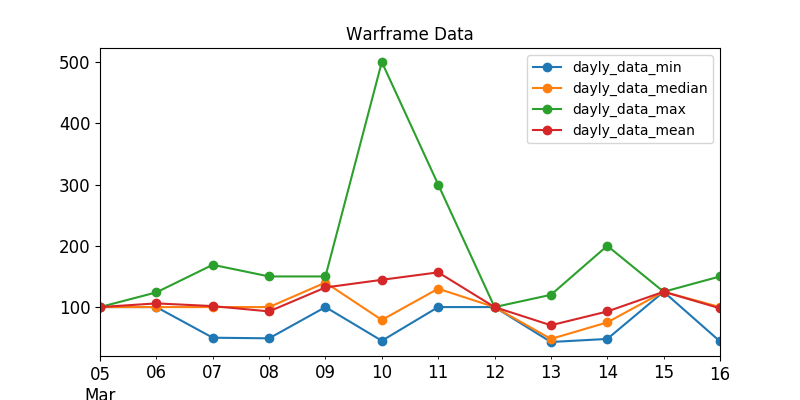 Warframe Data
500
400
300
200
100
dayly_data_min
dayly_data_median
dayly_data_max
dayly_data_mean
05 06 07 08 09 10 11 12 13 14 15 16
Mar